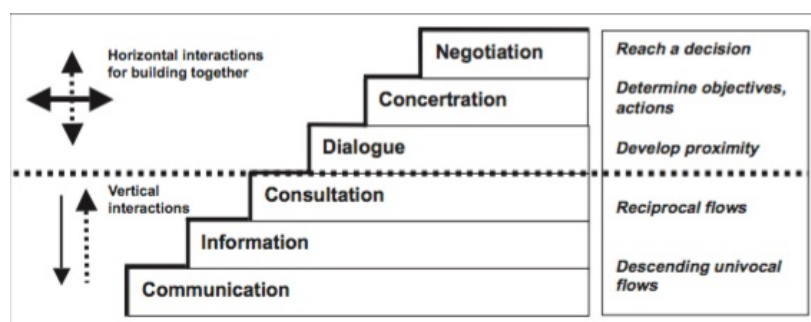 Horizontal interactions
for building together
Negotiation
Reach a decision
Concertration
Determine objectives,
actions
Dialogue
Develop proximity
Vertical
interactions
Consultation
Reciprocal flows
Information
Communication
Descending univocal
flows